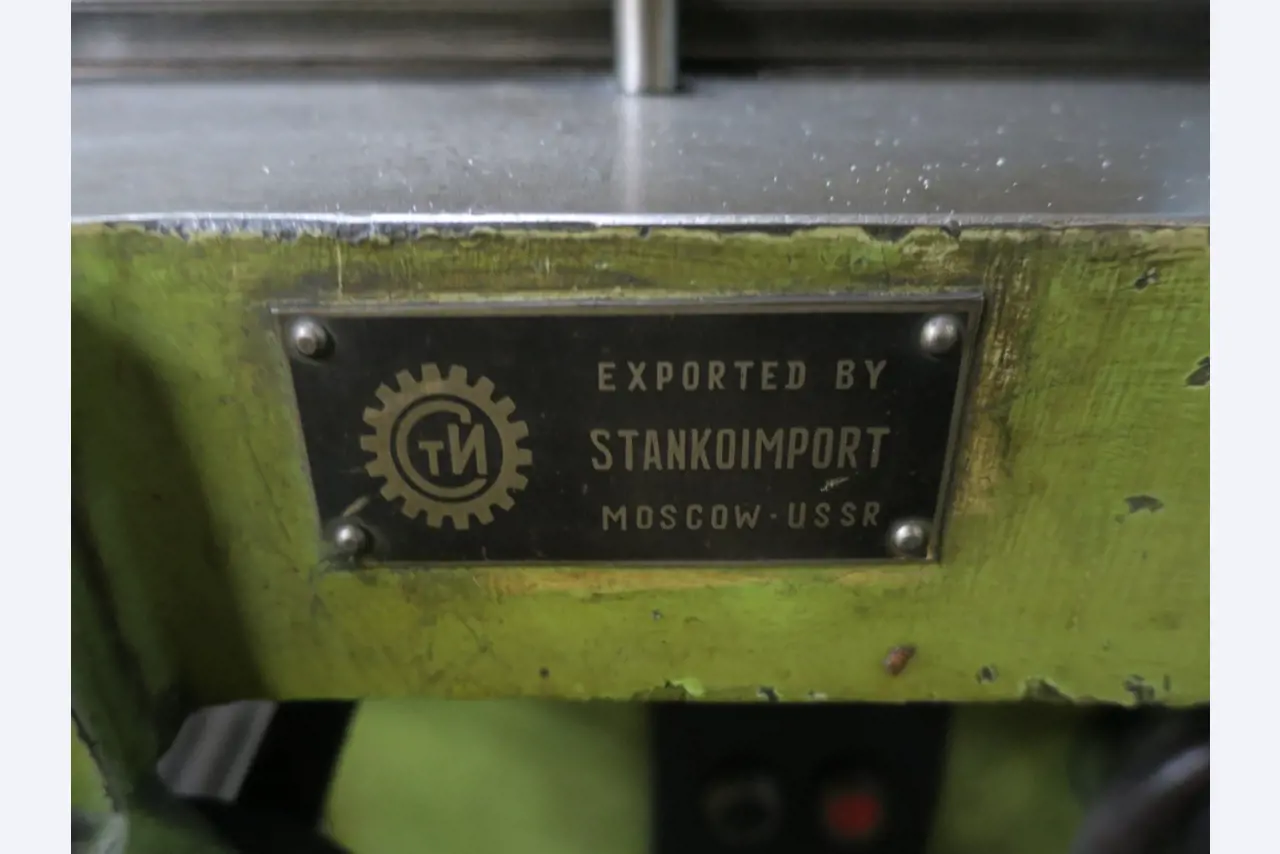 СТИ
EXPORTED BY
STANKOIMPORT
MOSCOW·USSR